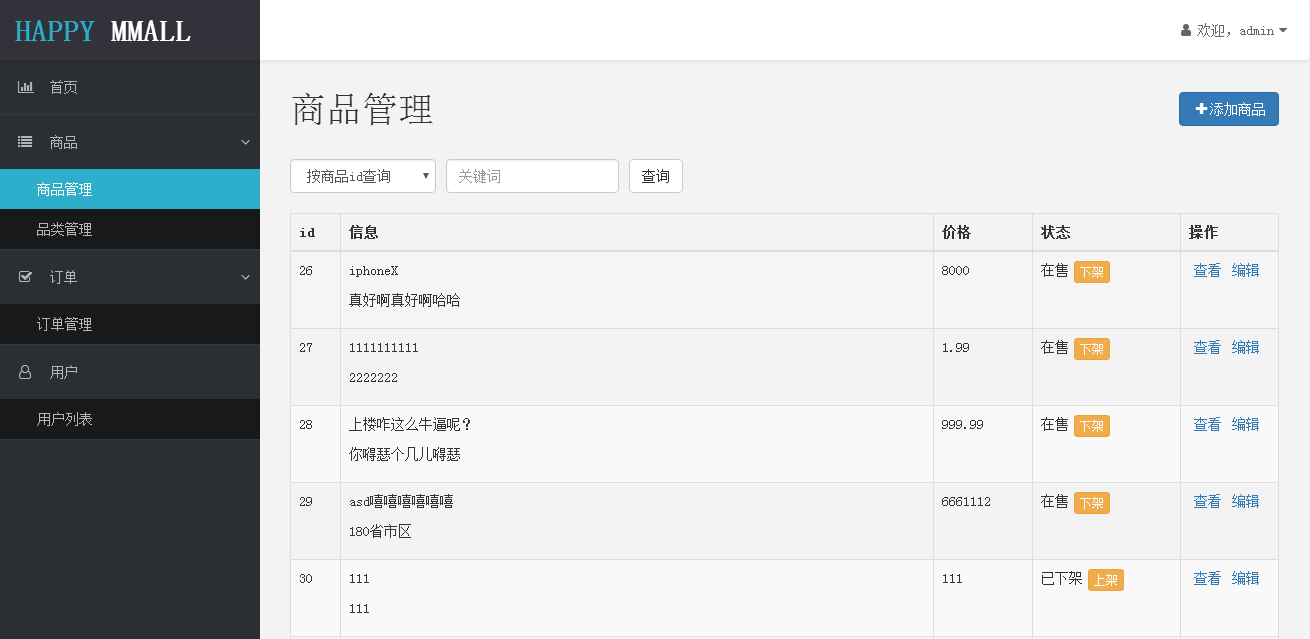 HAPPY MMALL
欢迎，admin
首页
商品
商品管理
品类管理
订单
订单管理
用户
用户列表
商品管理
添加商品
按商品id查询 关键词 查询
id 信息 价格 状态 操作
26 iphoneX 8000 在售 下架 查看 编辑
真好啊真好啊哈哈
27 1111111111 1.99 在售 下架 查看 编辑
2222222
28 上楼咋这么牛逼呢？ 999.99 在售 下架 查看 编辑
你嘚瑟个几儿嘚瑟
29 asd嘻嘻嘻嘻嘻嘻 6661112 在售 下架 查看 编辑
180省市区
30 111 111 已下架 上架 查看 编辑
111